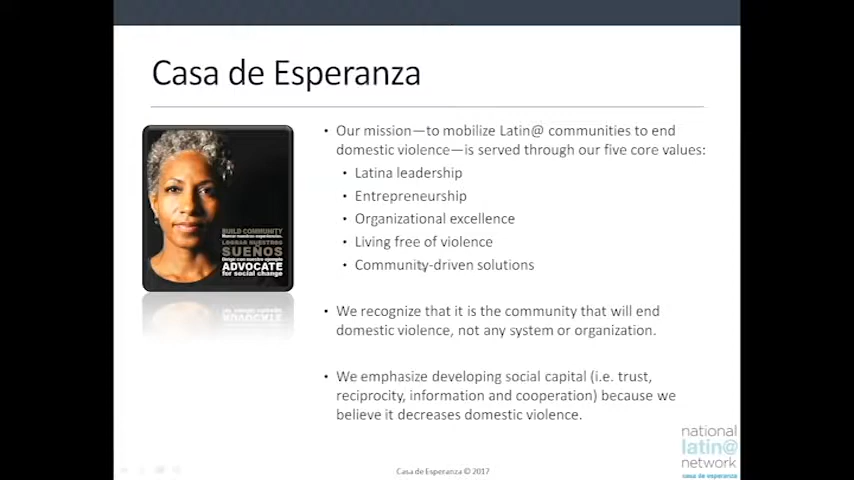 Casa de Esperanza
• Our mission—to mobilize Latin@ communities to end
domestic violence—is served through our five core values:
• Latina leadership
• Entrepreneurship
• Organizational excellence
• Living free of violence
• Community-driven solutions
• We recognize that it is the community that will end
domestic violence, not any system or organization.
• We emphasize developing social capital (i.e. trust,
reciprocity, information and cooperation) because we
believe it decreases domestic violence.
BUILD COMMUNITY
LOGRAR NUESTROS
SUEÑOS
ADVOCATE
for social change
national
latin@
network
casa de esperanza
Casa de Esperanza © 2017